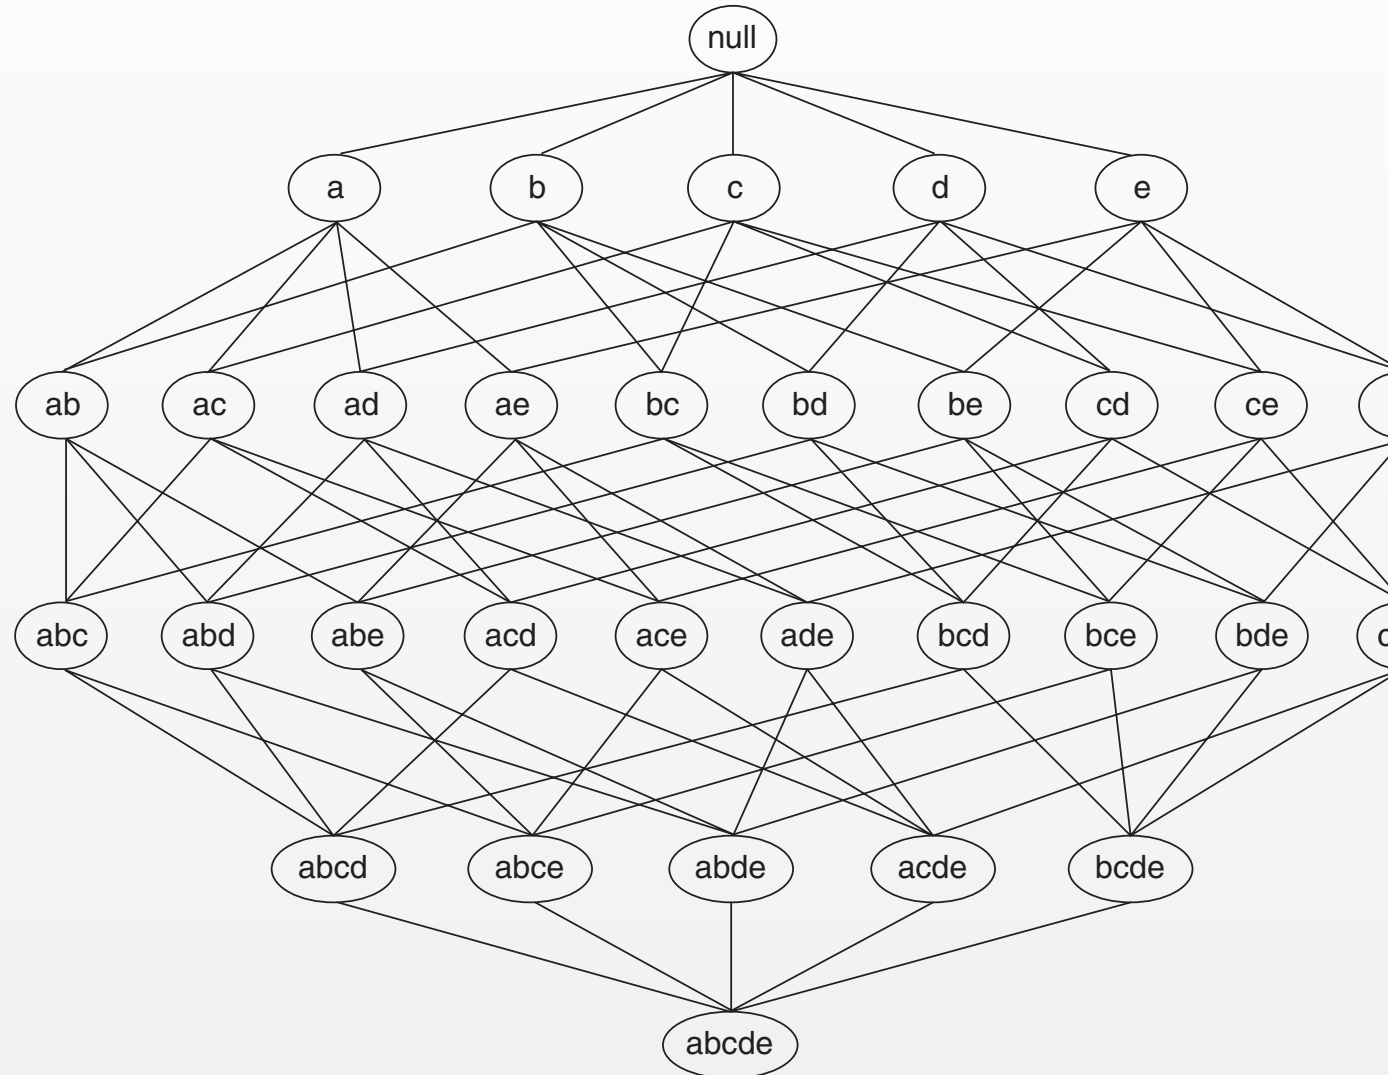 null
a b c d e
ab ac ad ae bc bd be cd ce
abc abd abe acd ace ade bcd bce bde
abcd abce abde acde bcde
abcde